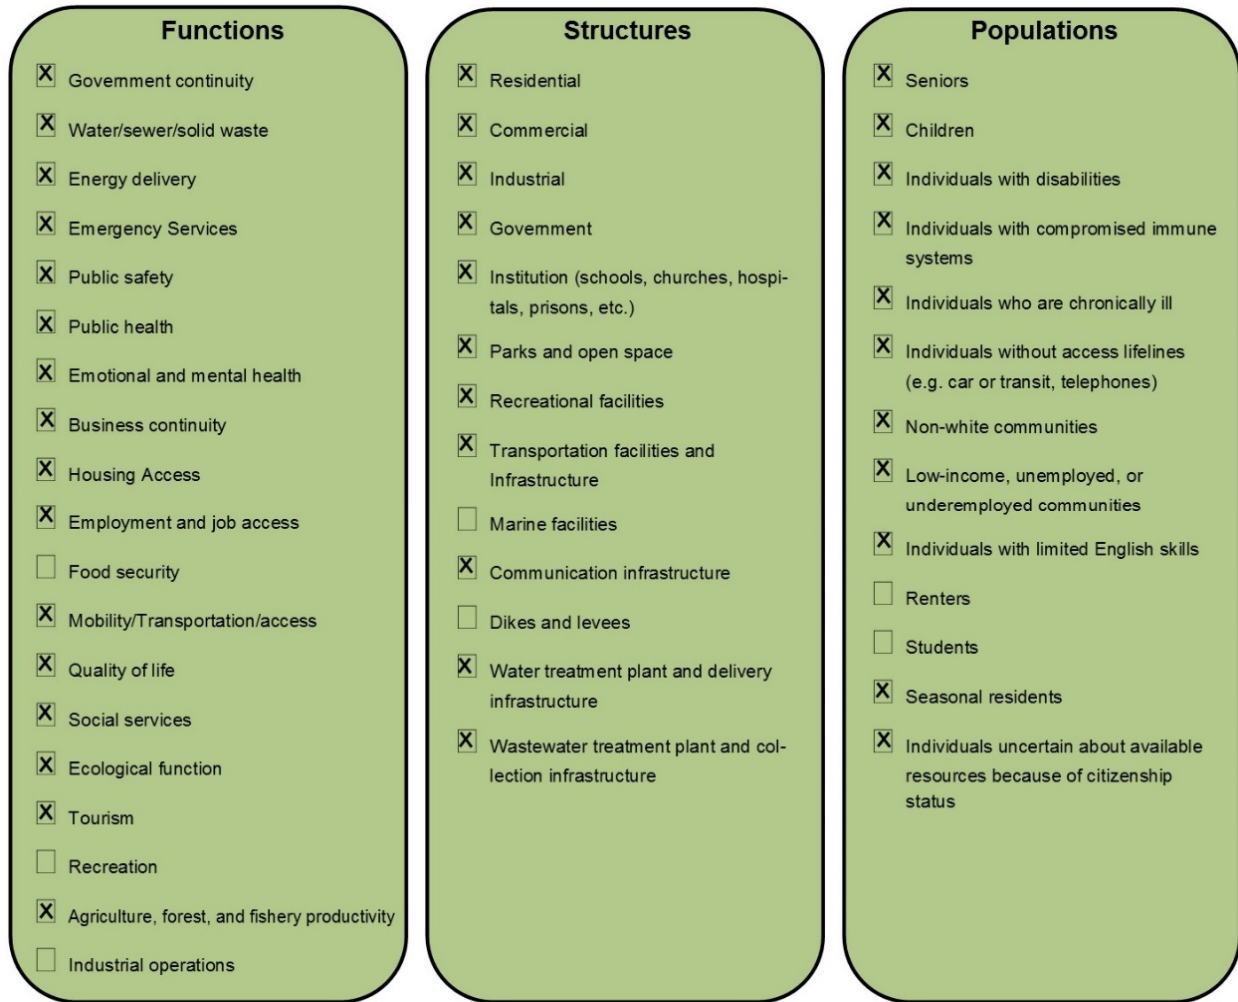 Functions
X Government continuity
X Water/sewer/solid waste
X Energy delivery
X Emergency Services
X Public safety
X Public health
X Emotional and mental health
X Business continuity
X Housing Access
X Employment and job access
Food security
X Mobility/Transportation/access
X Quality of life
X Social services
X Ecological function
X Tourism
Recreation
X Agriculture, forest, and fishery productivity
Industrial operations
Structures
X Residential
X Commercial
X Industrial
X Government
X Institution (schools, churches, hospi-
tals, prisons, etc.)
X Parks and open space
X Recreational facilities
X Transportation facilities and
Infrastructure
Marine facilities
X Communication infrastructure
Dikes and levees
X Water treatment plant and delivery
infrastructure
X Wastewater treatment plant and col-
lection infrastructure
Populations
X Seniors
X Children
X Individuals with disabilities
X Individuals with compromised immune
systems
X Individuals who are chronically ill
X Individuals without access lifelines
(e.g. car or transit, telephones)
X Non-white communities
X Low-income, unemployed, or
underemployed communities
X Individuals with limited English skills
Renters
Students
X Seasonal residents
X Individuals uncertain about available
resources because of citizenship
status